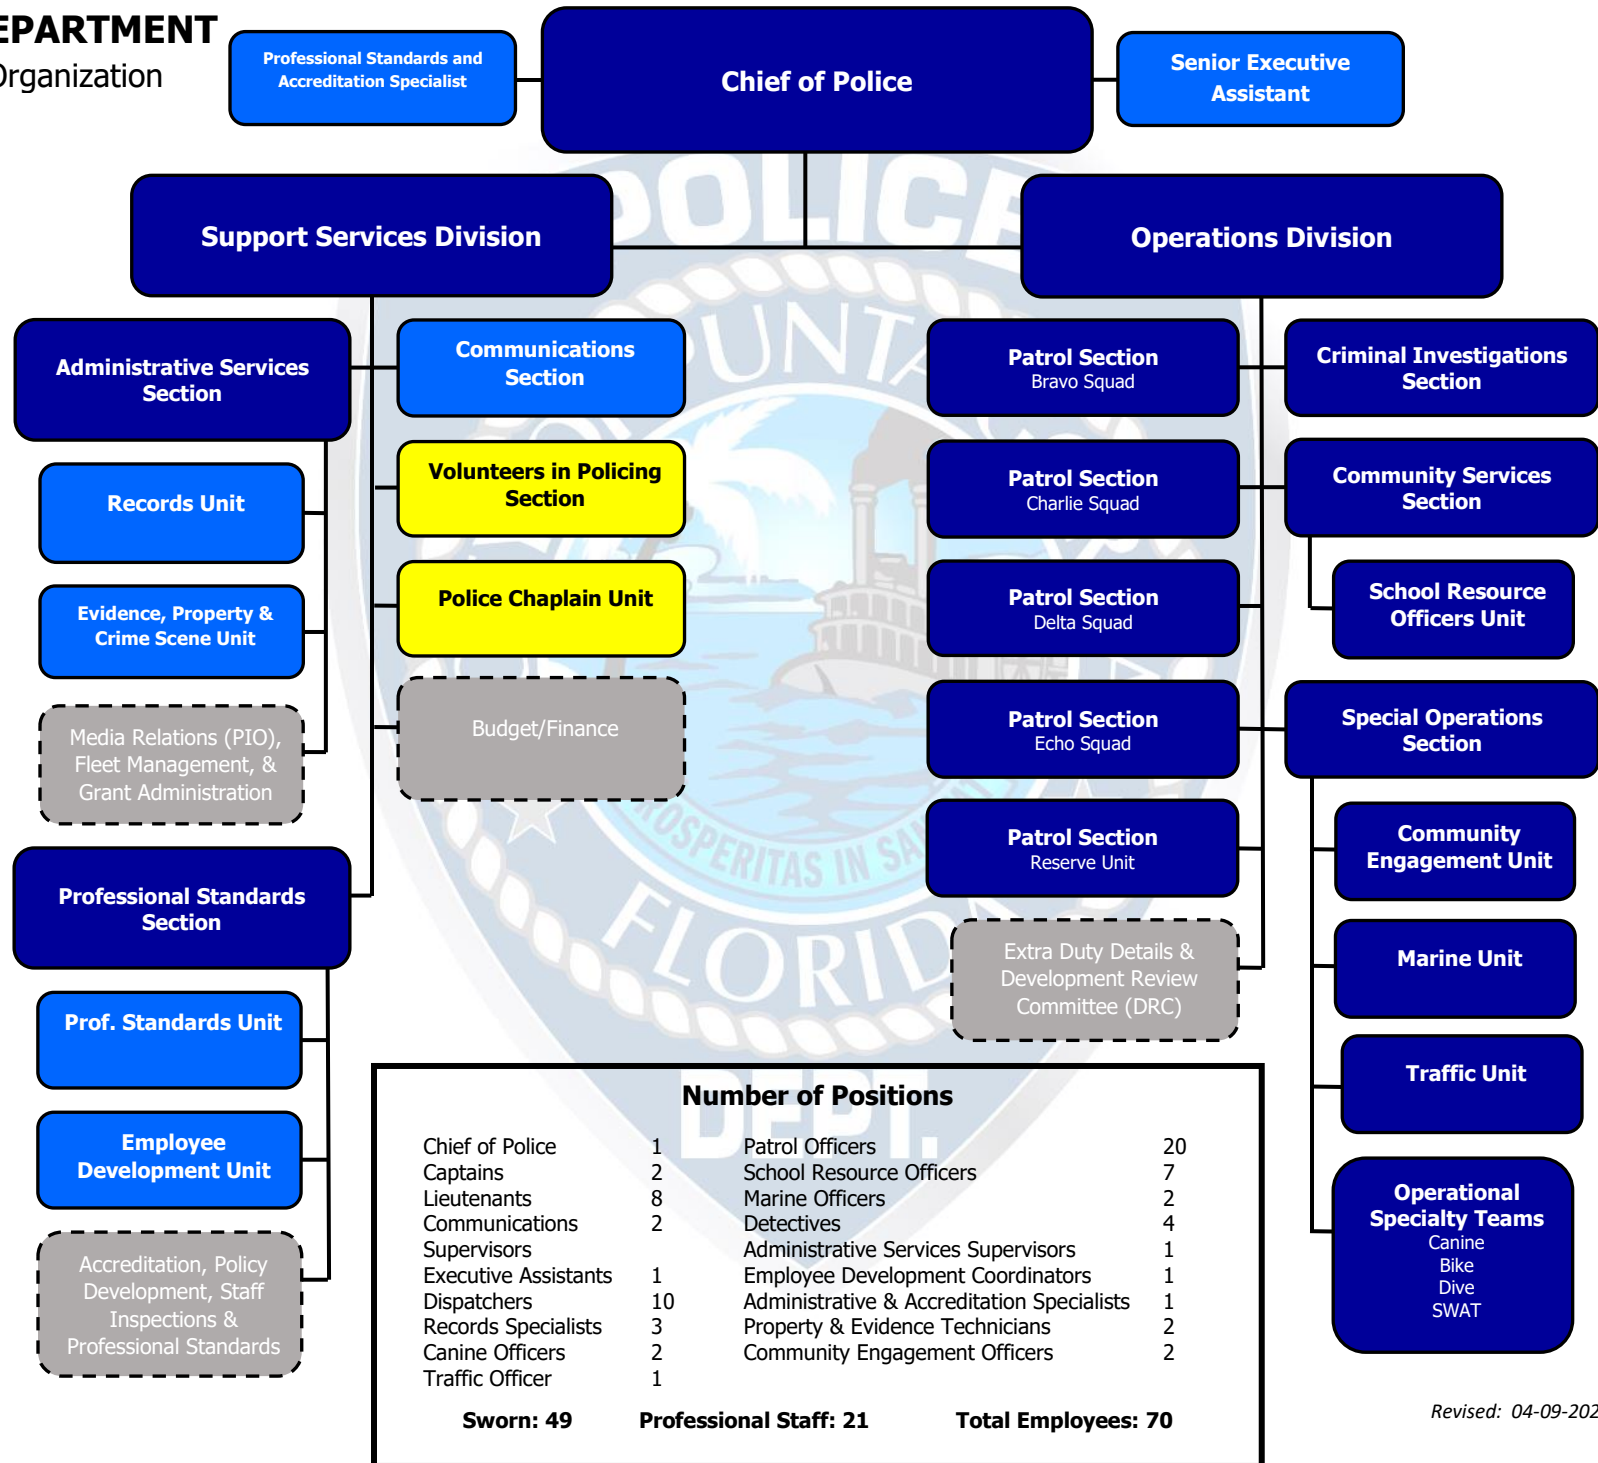 EPARTMENT
Organization
Professional Standards and
Accreditation Specialist
Chief of Police
Senior Executive
Assistant
Support Services Division
Operations Division
Administrative Services
Section
Communications
Section
Patrol Section
Bravo Squad
Criminal Investigations
Section
Records Unit
Volunteers in Policing
Section
Patrol Section
Charlie Squad
Community Services
Section
Evidence, Property &
Crime Scene Unit
Police Chaplain Unit
Patrol Section
Delta Squad
School Resource
Officers Unit
Media Relations (PIO),
Fleet Management, &
Grant Administration
Budget/Finance
Patrol Section
Echo Squad
Special Operations
Section
Professional Standards
Section
Patrol Section
Reserve Unit
Community
Engagement Unit
Prof. Standards Unit
Extra Duty Details &
Development Review
Committee (DRC)
Marine Unit
Employee
Development Unit
Traffic Unit
Accreditation, Policy
Development, Staff
Inspections &
Professional Standards
Operational
Specialty Teams
Canine
Bike
Dive
SWAT
Number of Positions
Chief of Police 1 Patrol Officers 20
Captains 2 School Resource Officers 7
Lieutenants 8 Marine Officers 2
Communications 2 Detectives 4
Supervisors Administrative Services Supervisors 1
Executive Assistants 1 Employee Development Coordinators 1
Dispatchers 10 Administrative & Accreditation Specialists 1
Records Specialists 3 Property & Evidence Technicians 2
Canine Officers 2 Community Engagement Officers 2
Traffic Officer 1
Sworn: 49 Professional Staff: 21 Total Employees: 70
Revised: 04-09-202
POLICE
PUNTA
PROSPERITAS IN
FLORIDA
DEPT.